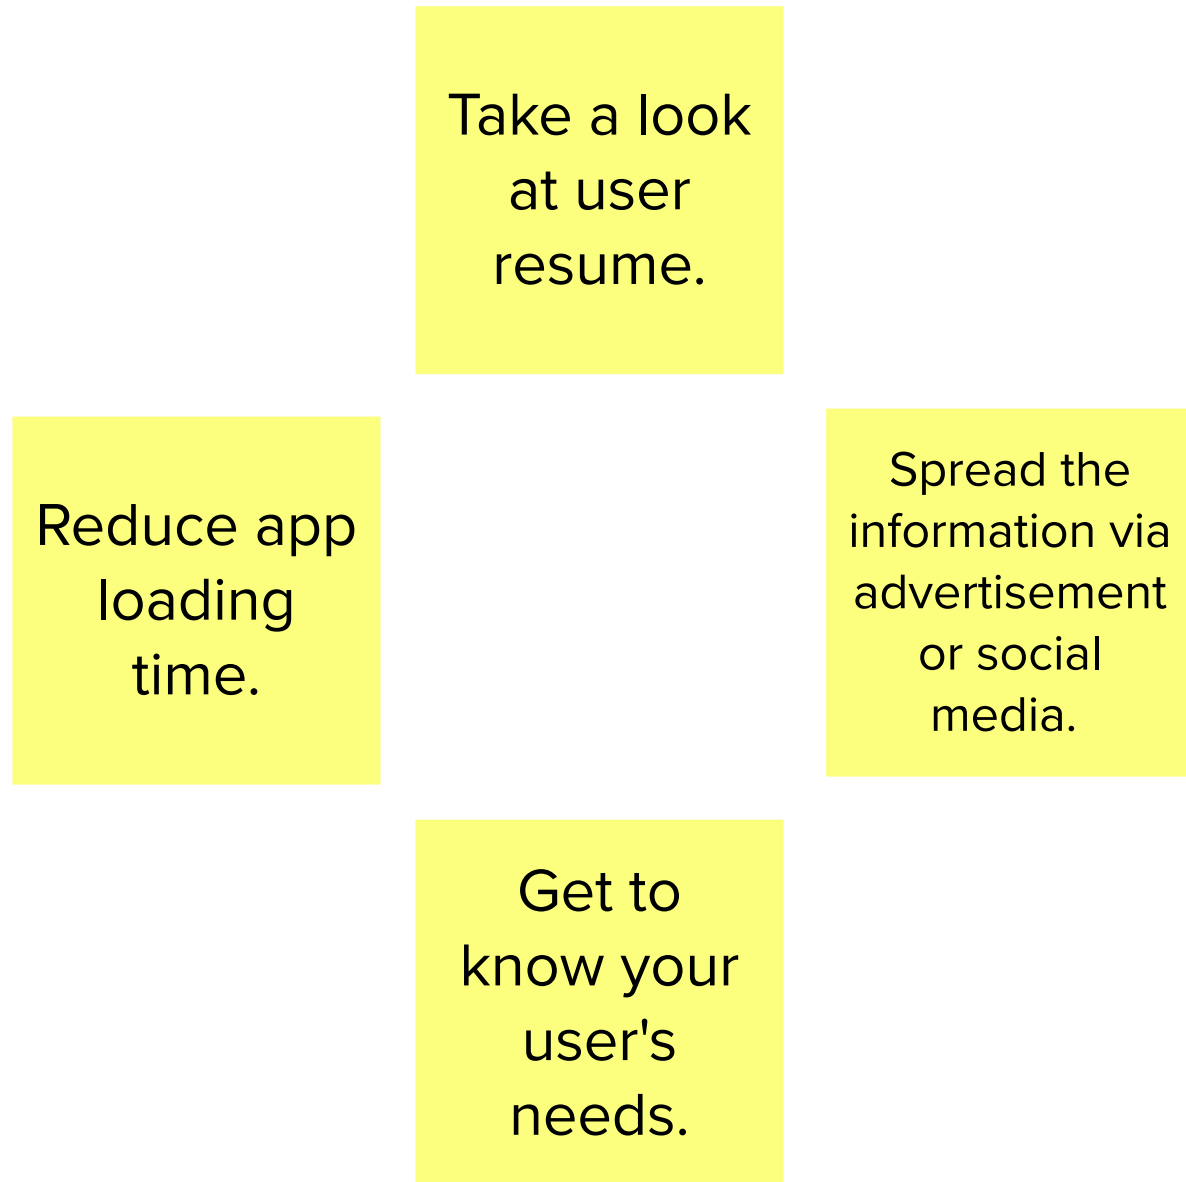 Take a look
at user
resume.
Reduce app
loading
time.
Spread the
information via
advertisement
or social
media.
Get to
know your
user's
needs.